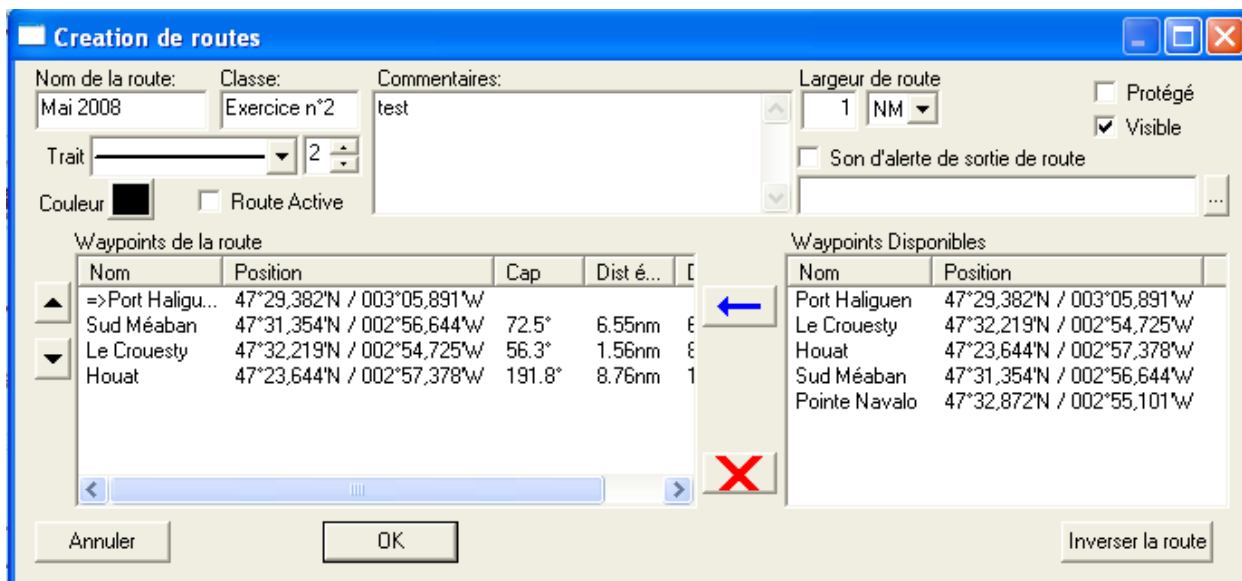 Creation de routes
Nom de la route: Classe: Commentaires: Largeur de route
Mai 2008 Exercice n°2 test 1 NM Protégé
Visible
Trait 2 Son d'alerte de sortie de route
Couleur Route Active ...
Waypoints de la route Waypoints Disponibles
Nom Position Cap Dist é... D Nom Position
=>Port Haligu... 47°29,382'N / 003°05,891'W Port Haliguen 47°29,382'N / 003°05,891'W
Sud Méaban 47°31,354'N / 002°56,644'W 72.5° 6.55nm Le Crouesty 47°32,219'N / 002°54,725'W
Le Crouesty 47°32,219'N / 002°54,725'W 56.3° 1.56nm Houat 47°23,644'N / 002°57,378'W
Houat 47°23,644'N / 002°57,378'W 191.8° 8.76nm 1 Sud Méaban 47°31,354'N / 002°56,644'W
Pointe Navalo 47°32,872'N / 002°55,101'W
Annuler OK Inverser la route